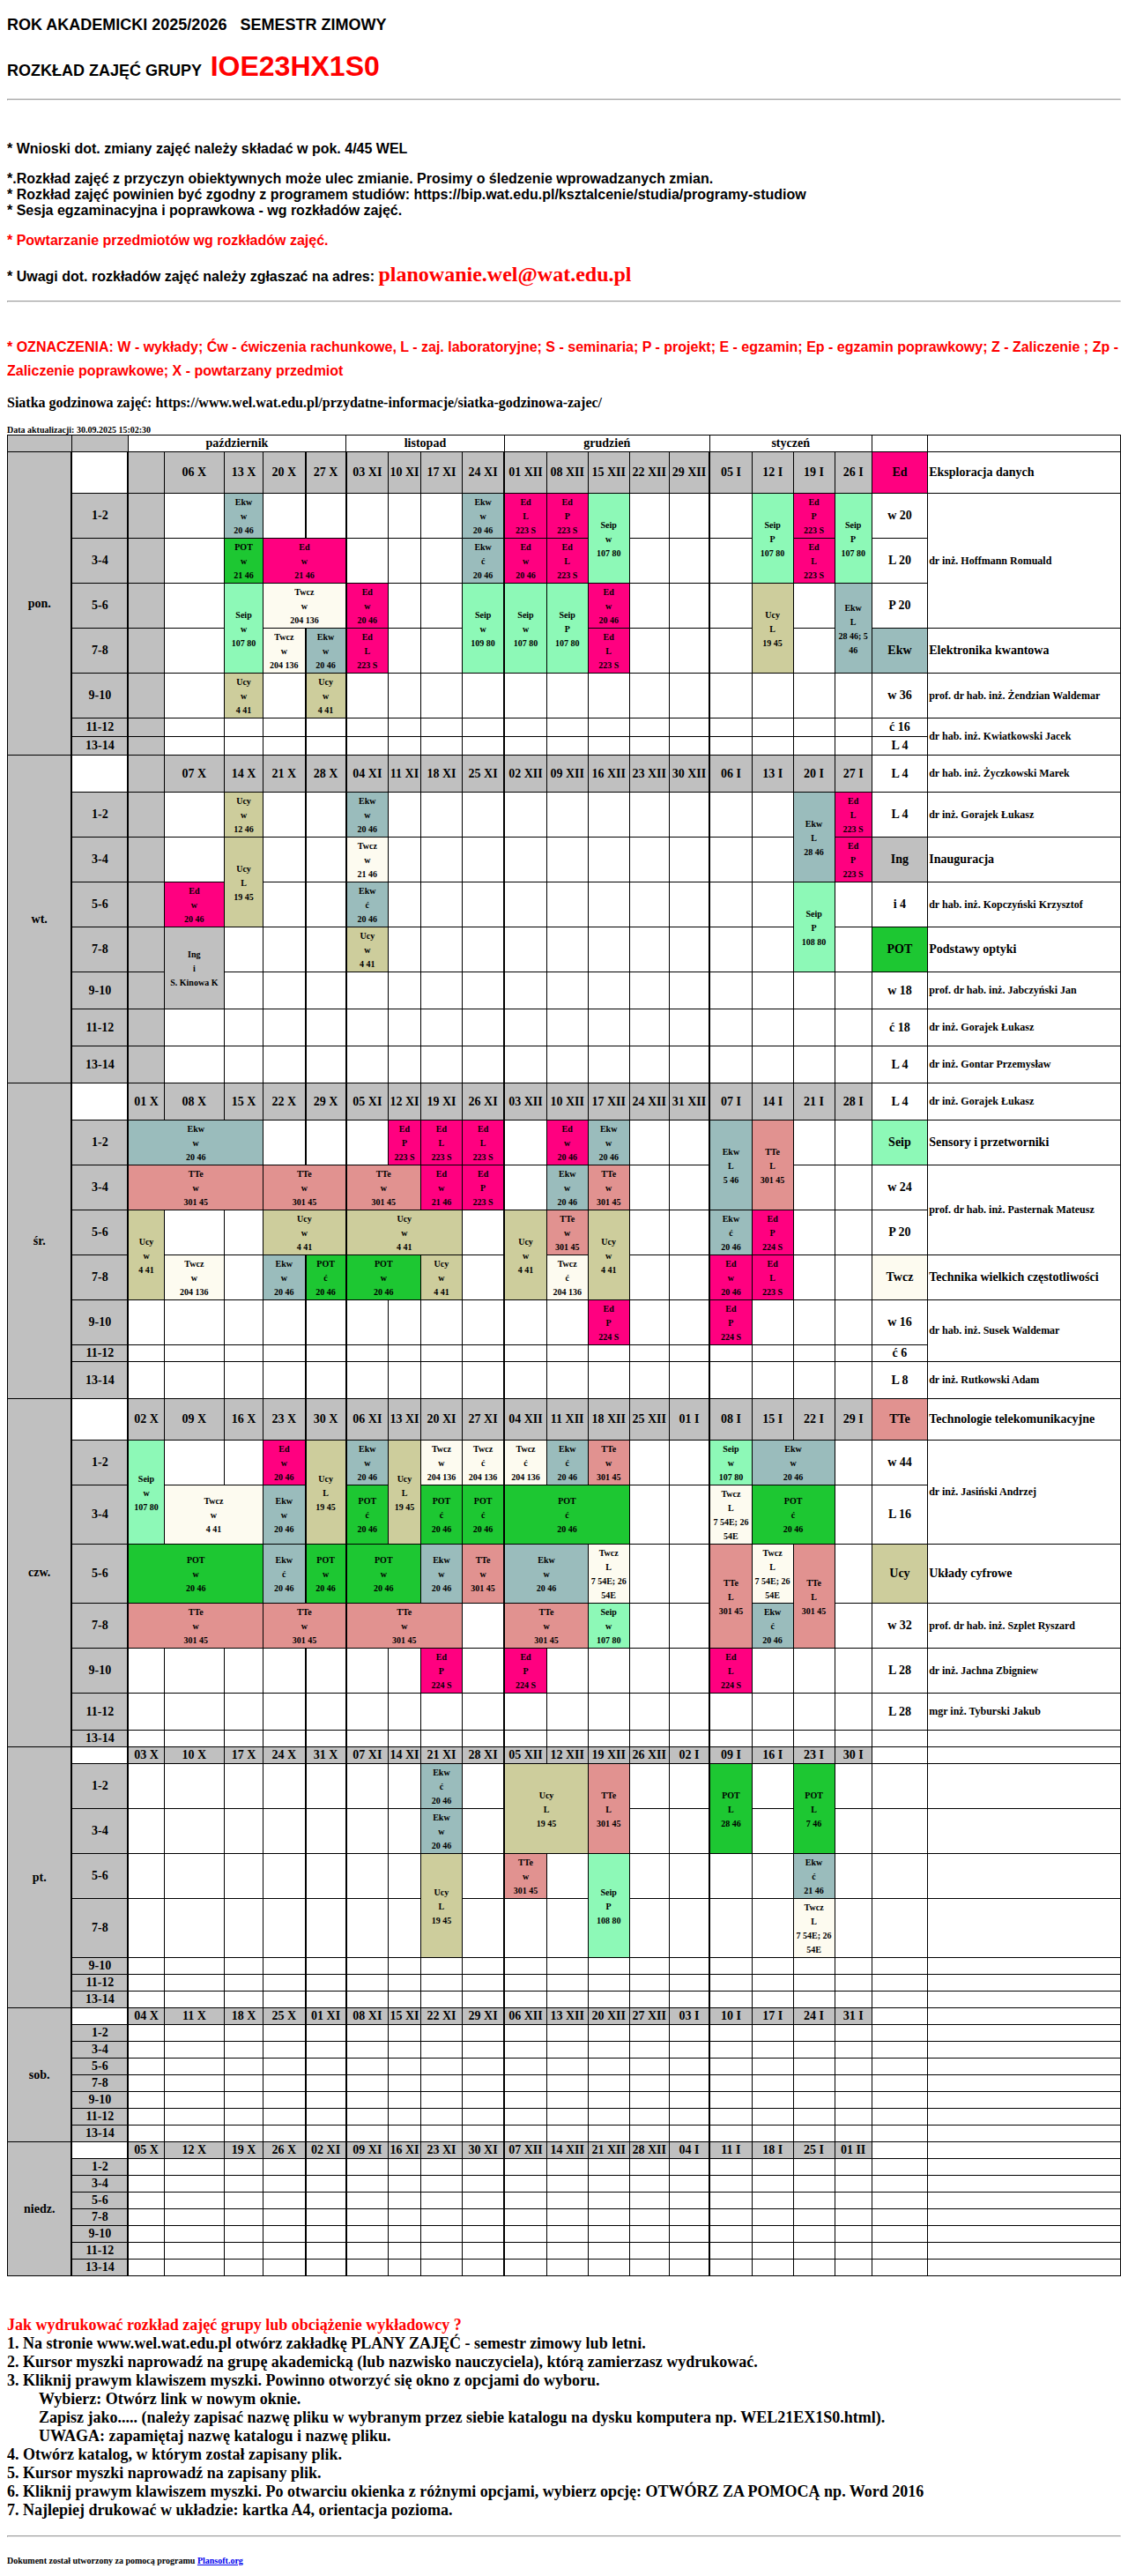 ROK AKADEMICKI 2025/2026 SEMESTR ZIMOWY
ROZKŁAD ZAJĘĆ GRUPY IOE23HX1S0
* Wnioski dot. zmiany zajęć należy składać w pok. 4/45 WEL
*.Rozkład zajęć z przyczyn obiektywnych może ulec zmianie. Prosimy o śledzenie wprowadzanych zmian.
* Rozkład zajęć powinien być zgodny z programem studiów: https://bip.wat.edu.pl/ksztalcenie/studia/programy-studiow
* Sesja egzaminacyjna i poprawkowa - wg rozkładów zajęć.
* Powtarzanie przedmiotów wg rozkładów zajęć.
* Uwagi dot. rozkładów zajęć należy zgłaszać na adres: planowanie.wel@wat.edu.pl
* OZNACZENIA: W - wykłady; Ćw - ćwiczenia rachunkowe, L - zaj. laboratoryjne; S - seminaria; P - projekt; E - egzamin; Ep - egzamin poprawkowy; Z - Zaliczenie ; Zp -
Zaliczenie poprawkowe; X - powtarzany przedmiot
Siatka godzinowa zajęć: https://www.wel.wat.edu.pl/przydatne-informacje/siatka-godzinowa-zajec/
Data aktualizacji: 30.09.2025 15:02:30
październik listopad grudzień styczeń
pon. 06 X 13 X 20 X 27 X 03 XI 10 XI 17 XI 24 XI 01 XII 08 XII 15 XII 22 XII 29 XII 05 I 12 I 19 I 26 I Ed Eksploracja danych
1-2 Ekw w 20 46 Ekw w 20 46 Ed L 223 S Ed P 223 S Seip w 107 80 Seip P 107 80 Ed P 223 S Seip P 107 80 w 20 dr inż. Hoffmann Romuald
3-4 POT w 21 46 Ed w 21 46 Ekw ć 20 46 Ed w 20 46 Ed L 223 S Ed L 223 S L 20
5-6 Seip w 107 80 Twcz w 204 136 Ed w 20 46 Seip w 109 80 Seip w 107 80 Seip P 107 80 Ed w 20 46 Ucy L 19 45 Ekw L 28 46; 5 46 P 20
7-8 Twcz w 204 136 Ekw w 20 46 Ed L 223 S Ed L 223 S Ekw Elektronika kwantowa
9-10 Ucy w 4 41 Ucy w 4 41 w 36 prof. dr hab. inż. Żendzian Waldemar
11-12 ć 16 dr hab. inż. Kwiatkowski Jacek
13-14 L 4
wt. 07 X 14 X 21 X 28 X 04 XI 11 XI 18 XI 25 XI 02 XII 09 XII 16 XII 23 XII 30 XII 06 I 13 I 20 I 27 I L 4 dr hab. inż. Życzkowski Marek
1-2 Ucy w 12 46 Ekw w 20 46 Ekw L 28 46 Ed L 223 S L 4 dr inż. Gorajek Łukasz
3-4 Ucy L 19 45 Twcz w 21 46 Ed P 223 S Ing Inauguracja
5-6 Ed w 20 46 Ekw ć 20 46 Seip P 108 80 i 4 dr hab. inż. Kopczyński Krzysztof
7-8 Ing i S. Kinowa K Ucy w 4 41 POT Podstawy optyki
9-10 w 18 prof. dr hab. inż. Jabczyński Jan
11-12 ć 18 dr inż. Gorajek Łukasz
13-14 L 4 dr inż. Gontar Przemysław
śr. 01 X 08 X 15 X 22 X 29 X 05 XI 12 XI 19 XI 26 XI 03 XII 10 XII 17 XII 24 XII 31 XII 07 I 14 I 21 I 28 I L 4 dr inż. Gorajek Łukasz
1-2 Ekw w 20 46 Ed P 223 S Ed L 223 S Ed L 223 S Ed w 20 46 Ekw w 20 46 Ekw L 5 46 TTe L 301 45 Seip Sensory i przetworniki
3-4 TTe w 301 45 TTe w 301 45 TTe w 301 45 Ed w 21 46 Ed P 223 S Ekw w 20 46 TTe w 301 45 w 24 prof. dr hab. inż. Pasternak Mateusz
5-6 Ucy w 4 41 Ucy w 4 41 Ucy w 4 41 Ucy w 4 41 TTe w 301 45 Ucy w 4 41 Ekw ć 20 46 Ed P 224 S P 20
7-8 Twcz w 204 136 Ekw w 20 46 POT ć 20 46 POT w 20 46 Ucy w 4 41 Twcz ć 204 136 Ed w 20 46 Ed L 223 S Twcz Technika wielkich częstotliwości
9-10 Ed P 224 S Ed P 224 S w 16 dr hab. inż. Susek Waldemar
11-12 ć 6
13-14 L 8 dr inż. Rutkowski Adam
czw. 02 X 09 X 16 X 23 X 30 X 06 XI 13 XI 20 XI 27 XI 04 XII 11 XII 18 XII 25 XII 01 I 08 I 15 I 22 I 29 I TTe Technologie telekomunikacyjne
1-2 Seip w 107 80 Ed w 20 46 Ucy L 19 45 Ekw w 20 46 Ucy L 19 45 Twcz w 204 136 Twcz ć 204 136 Twcz ć 204 136 Ekw ć 20 46 TTe w 301 45 Seip w 107 80 Ekw w 20 46 w 44 dr inż. Jasiński Andrzej
3-4 Twcz w 4 41 Ekw w 20 46 POT ć 20 46 POT ć 20 46 POT ć 20 46 POT ć 20 46 Twcz L 7 54E; 26 54E POT ć 20 46 L 16
5-6 POT w 20 46 Ekw ć 20 46 POT w 20 46 POT w 20 46 Ekw w 20 46 TTe w 301 45 Ekw w 20 46 Twcz L 7 54E; 26 54E TTe L 301 45 Twcz L 7 54E; 26 54E TTe L 301 45 Ucy Układy cyfrowe
7-8 TTe w 301 45 TTe w 301 45 TTe w 301 45 TTe w 301 45 Seip w 107 80 Ekw ć 20 46 w 32 prof. dr hab. inż. Szplet Ryszard
9-10 Ed P 224 S Ed P 224 S Ed L 224 S L 28 dr inż. Jachna Zbigniew
11-12 L 28 mgr inż. Tyburski Jakub
13-14
pt. 03 X 10 X 17 X 24 X 31 X 07 XI 14 XI 21 XI 28 XI 05 XII 12 XII 19 XII 26 XII 02 I 09 I 16 I 23 I 30 I
1-2 Ekw ć 20 46 Ucy L 19 45 TTe L 301 45 POT L 28 46 POT L 7 46
3-4 Ekw w 20 46
5-6 Ucy L 19 45 TTe w 301 45 Seip P 108 80 Ekw ć 21 46
7-8 Twcz L 7 54E; 26 54E
9-10
11-12
13-14
sob. 04 X 11 X 18 X 25 X 01 XI 08 XI 15 XI 22 XI 29 XI 06 XII 13 XII 20 XII 27 XII 03 I 10 I 17 I 24 I 31 I
1-2
3-4
5-6
7-8
9-10
11-12
13-14
niedz. 05 X 12 X 19 X 26 X 02 XI 09 XI 16 XI 23 XI 30 XI 07 XII 14 XII 21 XII 28 XII 04 I 11 I 18 I 25 I 01 II
1-2
3-4
5-6
7-8
9-10
11-12
13-14
Jak wydrukować rozkład zajęć grupy lub obciążenie wykładowcy ?
1. Na stronie www.wel.wat.edu.pl otwórz zakładkę PLANY ZAJĘĆ - semestr zimowy lub letni.
2. Kursor myszki naprowadź na grupę akademicką (lub nazwisko nauczyciela), którą zamierzasz wydrukować.
3. Kliknij prawym klawiszem myszki. Powinno otworzyć się okno z opcjami do wyboru.
Wybierz: Otwórz link w nowym oknie.
Zapisz jako..... (należy zapisać nazwę pliku w wybranym przez siebie katalogu na dysku komputera np. WEL21EX1S0.html).
UWAGA: zapamiętaj nazwę katalogu i nazwę pliku.
4. Otwórz katalog, w którym został zapisany plik.
5. Kursor myszki naprowadź na zapisany plik.
6. Kliknij prawym klawiszem myszki. Po otwarciu okienka z różnymi opcjami, wybierz opcję: OTWÓRZ ZA POMOCĄ np. Word 2016
7. Najlepiej drukować w układzie: kartka A4, orientacja pozioma.
Dokument został utworzony za pomocą programu Plansoft.org